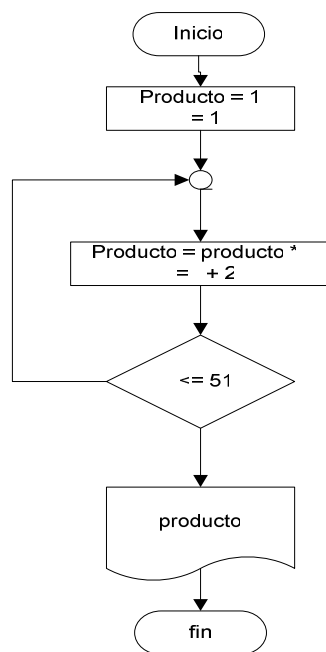 Inicio
Producto = 1
= 1
Producto = producto *
= + 2
<= 51
producto
fin